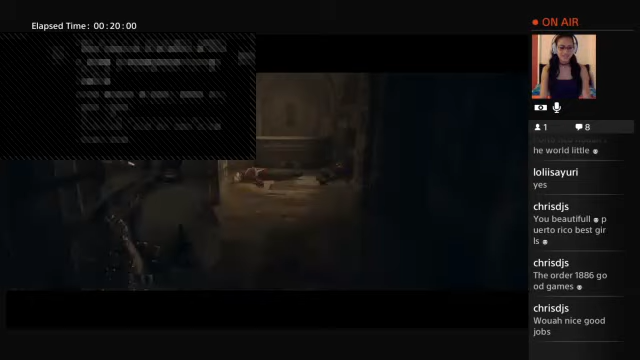 Elapsed Time: 00:20:00
ON AIR
1
8
he world little
loliisayuri
yes
chrisdjs
You beautifull p
uerto rico best gir
ls
chrisdjs
The order 1886 go
od games
chrisdjs
Wouah nice good
jobs